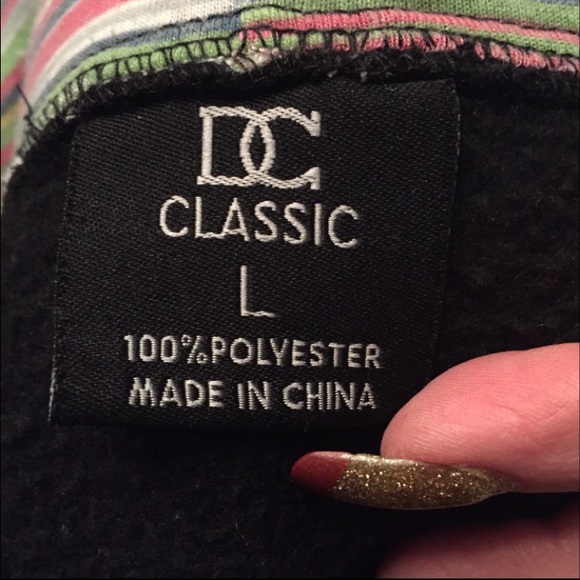 DC
CLASSIC
L
100%POLYESTER
MADE IN CHINA